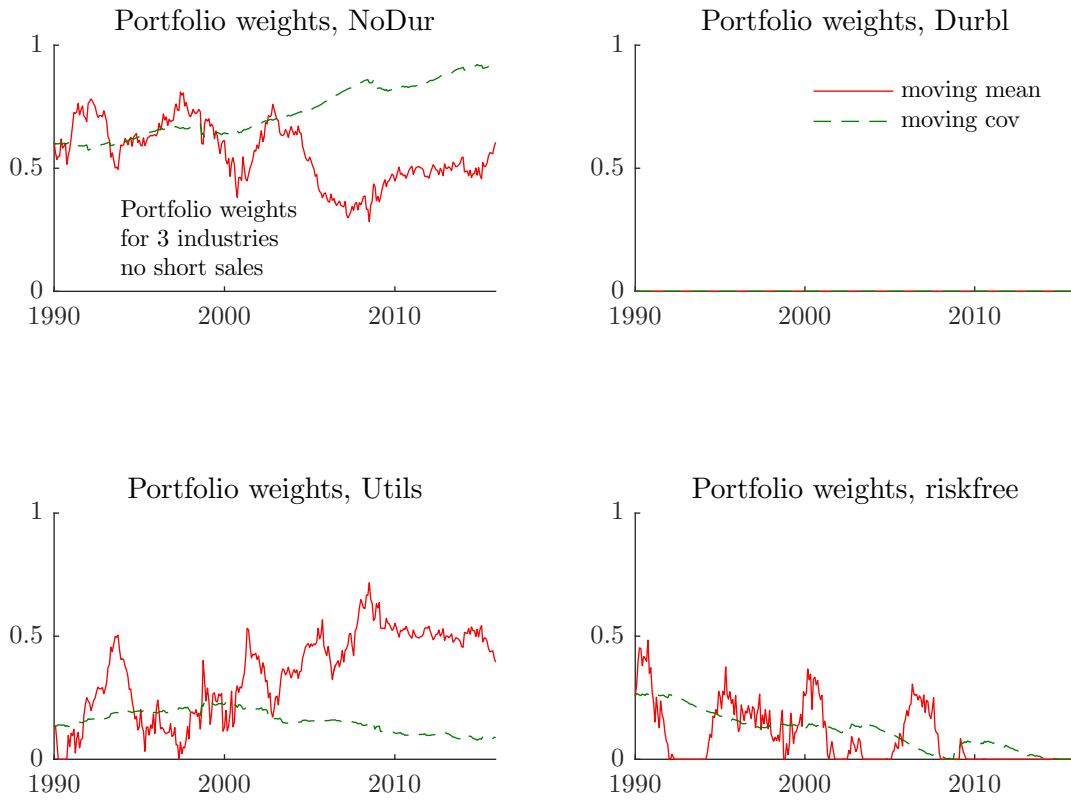 Portfolio weights, NoDur
1
0.5
0
Portfolio weights
for 3 industries
no short sales
1990 2000 2010
Portfolio weights, Durbl
1
0.5
0
moving mean
moving cov
1990 2000 2010
Portfolio weights, Utils
1
0.5
0
1990 2000 2010
Portfolio weights, riskfree
1
0.5
0
1990 2000 2010